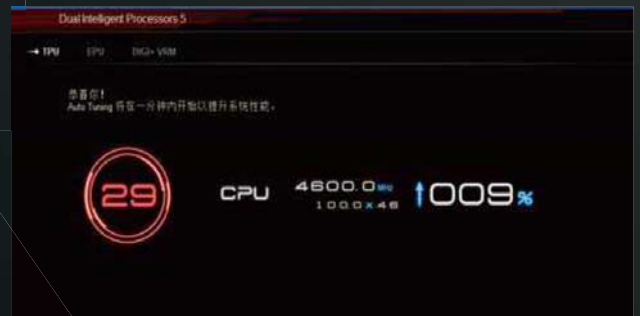 Dual Intelligent Processors 5
TPU EPU DIGI+ VRM
恭喜你!
Auto Tuning 将在一分钟内开始以提升系统性能。
29
CPU
4600.0 MHz
100.0 x 46
009%